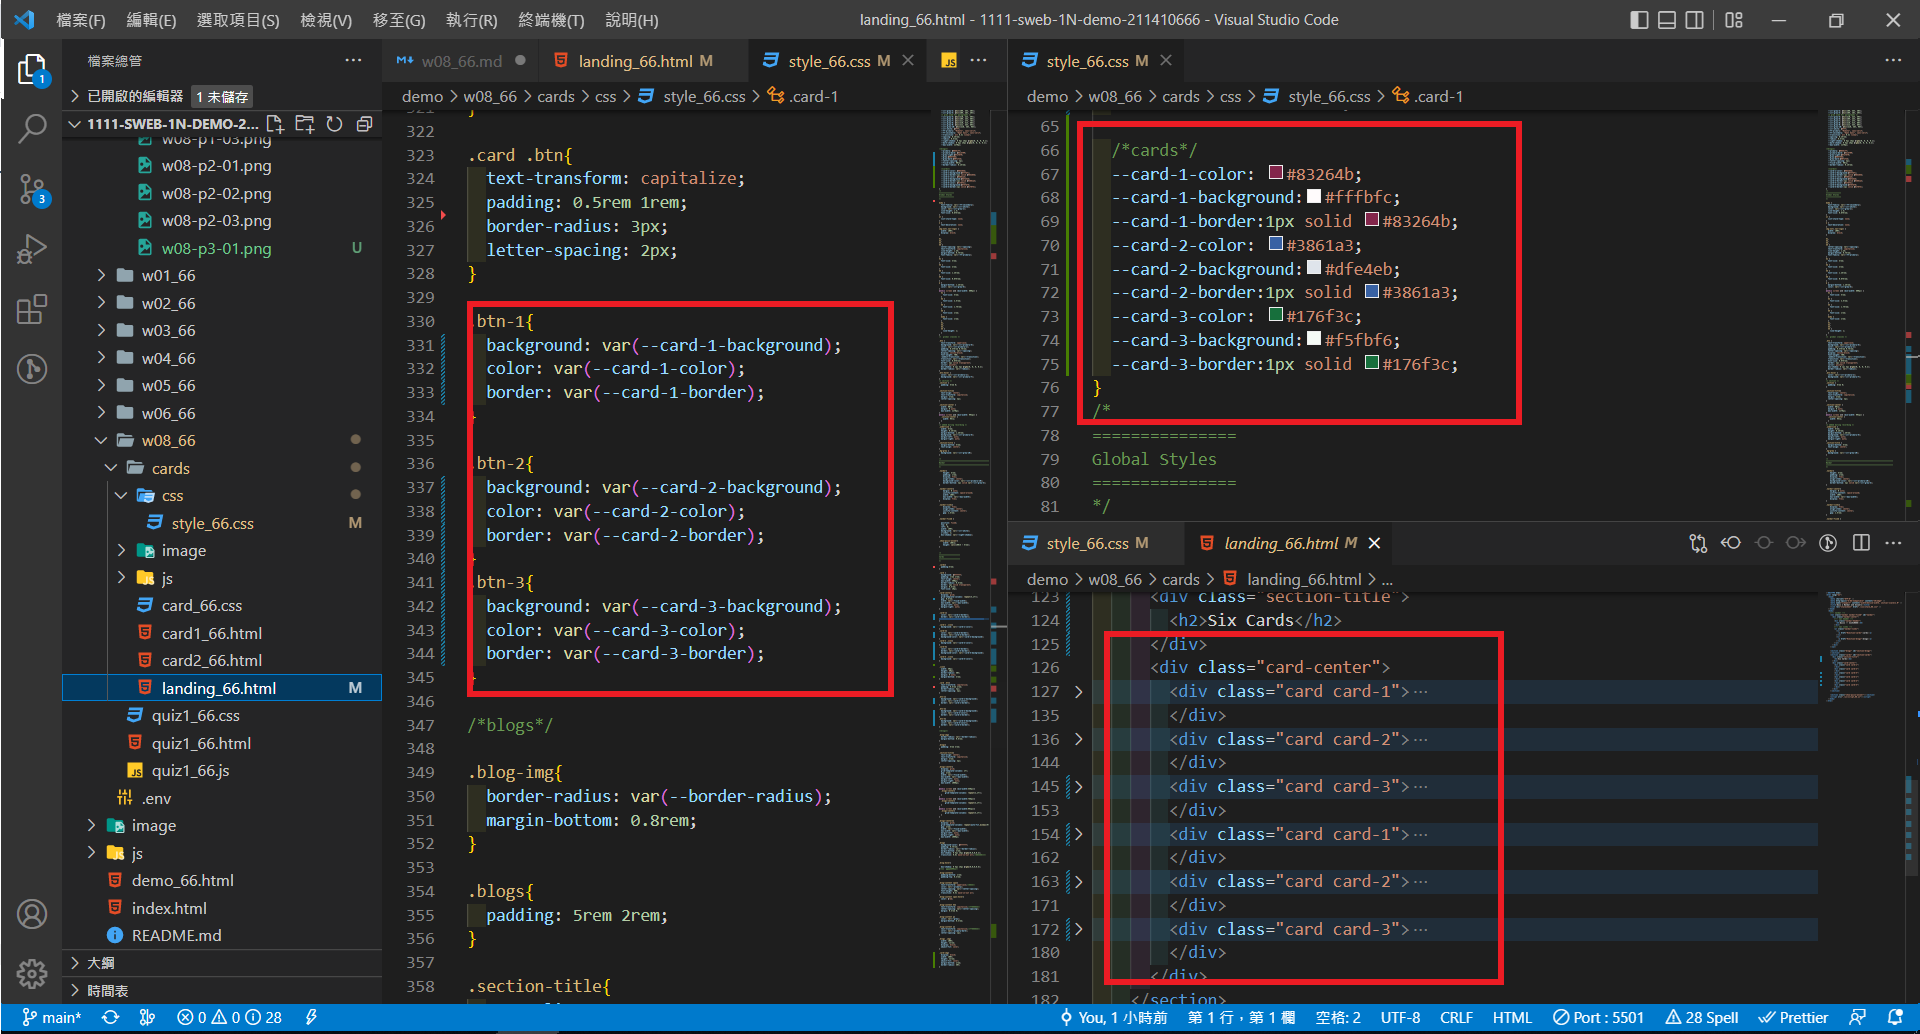 檔案(F) 編輯(E) 選取項目(S) 檢視(V) 移至(G) 執行(R) 終端機(T) 說明(H)
landing_66.html - 1111-sweb-1N-demo-211410666 - Visual Studio Code
檔案總管
已開啟的編輯器 1 未儲存
1111-SWEB-1N-DEMO-2...
w08-p1-03.png
w08-p2-01.png
w08-p2-02.png
w08-p2-03.png
w08-p3-01.png U
w01_66
w02_66
w03_66
w04_66
w05_66
w06_66
w08_66
cards
css
style_66.css M
image
js
card_66.css
card1_66.html
card2_66.html
landing_66.html M
quiz1_66.css
quiz1_66.html
quiz1_66.js
.env
image
js
demo_66.html
index.html
README.md
大綱
時間表
1
3
w08_66.md
landing_66.html M
style_66.css M
demo > w08_66 > cards > css > style_66.css > .card-1
321 }
322
323 .card .btn{
324 text-transform: capitalize;
325 padding: 0.5rem 1rem;
326 border-radius: 3px;
327 letter-spacing: 2px;
328 }
329
330 btn-1{
331 background: var(--card-1-background);
332 color: var(--card-1-color);
333 border: var(--card-1-border);
334
335
336 btn-2{
337 background: var(--card-2-background);
338 color: var(--card-2-color);
339 border: var(--card-2-border);
340
341 btn-3{
342 background: var(--card-3-background);
343 color: var(--card-3-color);
344 border: var(--card-3-border);
345
346
347 /*blogs*/
348
349 .blog-img{
350 border-radius: var(--border-radius);
351 margin-bottom: 0.8rem;
352 }
353
354 .blogs{
355 padding: 5rem 2rem;
356 }
357
358 .section-title{
style_66.css M
demo > w08_66 > cards > css > style_66.css > .card-1
65
66 /*cards*/
67 --card-1-color: #83264b;
68 --card-1-background: #fffbfc;
69 --card-1-border:1px solid #83264b;
70 --card-2-color: #3861a3;
71 --card-2-background: #dfe4eb;
72 --card-2-border:1px solid #3861a3;
73 --card-3-color: #176f3c;
74 --card-3-background: #f5fbf6;
75 --card-3-border:1px solid #176f3c;
76 }
77 /*
78 ===============
79 Global Styles
80 ===============
81 */
style_66.css M
landing_66.html M
demo > w08_66 > cards > landing_66.html > ...
123 <div class="section-title">
124 <h2>Six Cards</h2>
125 </div>
126 <div class="card-center">
127 <div class="card card-1">···
135 </div>
136 <div class="card card-2">···
144 </div>
145 <div class="card card-3">···
153 </div>
154 <div class="card card-1">···
162 </div>
163 <div class="card card-2">···
171 </div>
172 <div class="card card-3">···
180 </div>
181 </div>
182 </section>
main* 0 0 28 You, 1 小時前 第 1 行，第 1 欄 空格: 2 UTF-8 CRLF HTML Port : 5501 28 Spell Prettier